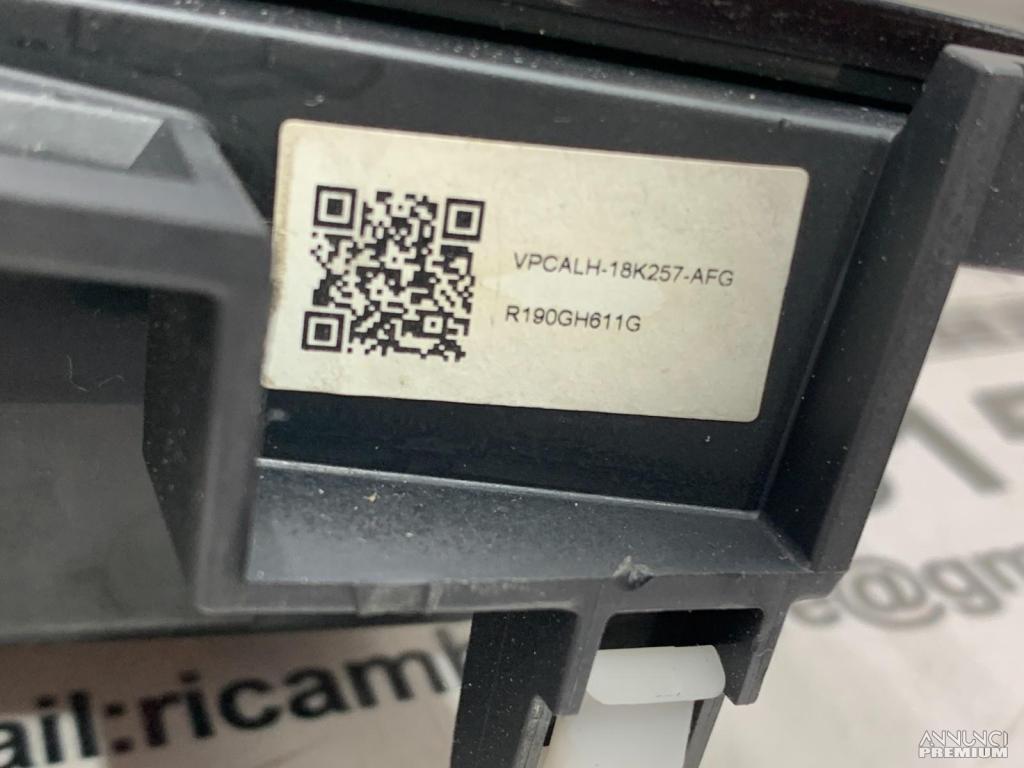 VPCALH-18K257-AFG
R190GH611G
ail:ricamb
e@gm
ANNUNCI
PREMIUM